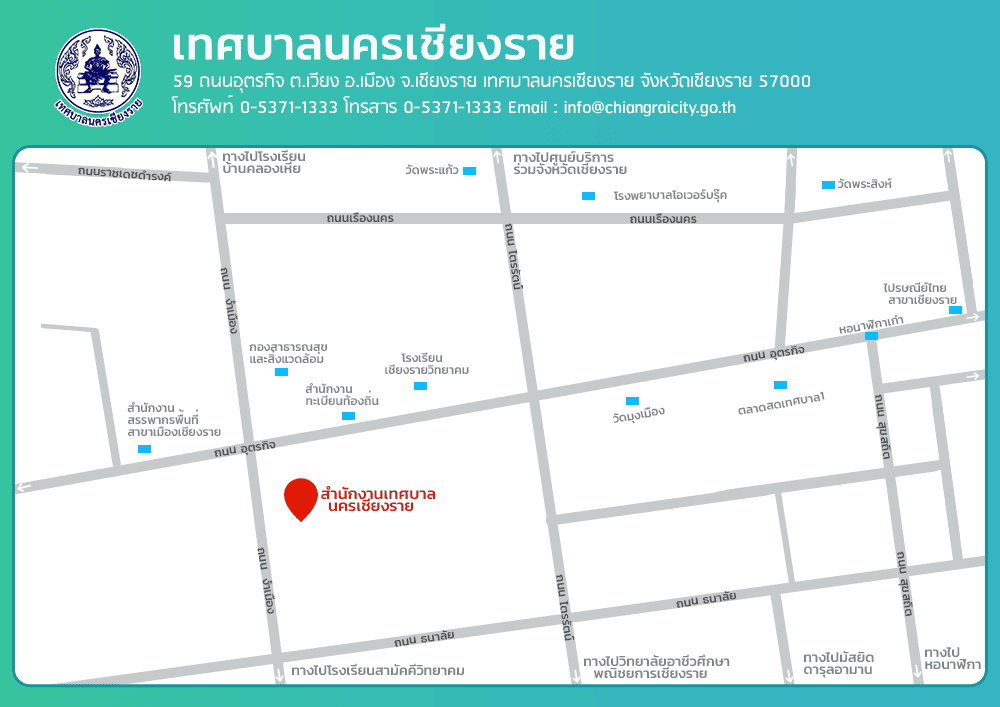 เทศบาลนครเชียงราย
59 ถนนอุตรกิจ ต.เวียง อ.เมือง จ.เชียงราย เทศบาลนครเชียงราย จังหวัดเชียงราย 57000
โทรศัพท์ 0-5371-1333 โทรสาร 0-5371-1333 Email : info@chiangraicity.go.th
เทศบาลนครเชียงราย
ทางไปโรงเรียน
บ้านคลองเหีย
ทางไปศูนย์บริการ
ร่วมจังหวัดเชียงราย
ถนนราชเดชดำรงค์
วัดพระแก้ว
วัดพระสิงห์
โรงพยาบาลโอเวอร์บรุ๊ค
ถนนเรืองนคร
ถนนเรืองนคร
ถนน ไตรรัตน์
ถนน งำเมือง
ไปรษณีย์ไทย
สาขาเชียงราย
หอนาฬิกาเก่า
กองสาธารณสุข
และสิ่งแวดล้อม
โรงเรียน
เชียงรายวิทยาคม
ถนน อุตรกิจ
สำนักงาน
ทะเบียนท้องถิ่น
สำนักงาน
สรรพากรพื้นที่
สาขาเมืองเชียงราย
วัดมุงเมือง
ตลาดสดเทศบาล1
ถนน สุขสถิต
ถนน อุตรกิจ
สำนักงานเทศบาล
นครเชียงราย
ถนน งำเมือง
ถนน ไตรรัตน์
ถนน สุขสถิต
ถนน ธนาลัย
ถนน ธนาลัย
ทางไปโรงเรียนสามัคคีวิทยาคม
ทางไปวิทยาลัยอาชีวศึกษา
พณิชยการเชียงราย
ทางไปมัสยิด
ดารุลอามาน
ทางไป
หอนาฬิกา